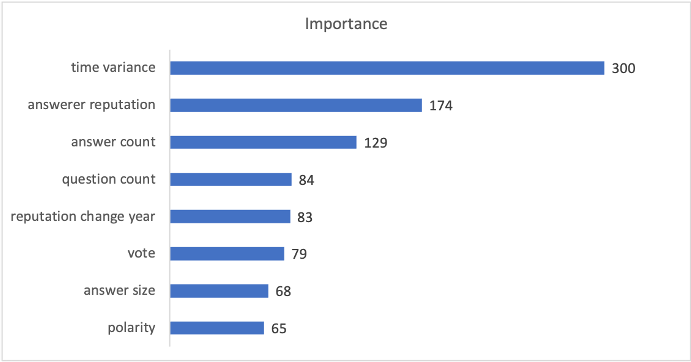 Importance
time variance 300
answerer reputation 174
answer count 129
question count 84
reputation change year 83
vote 79
answer size 68
polarity 65